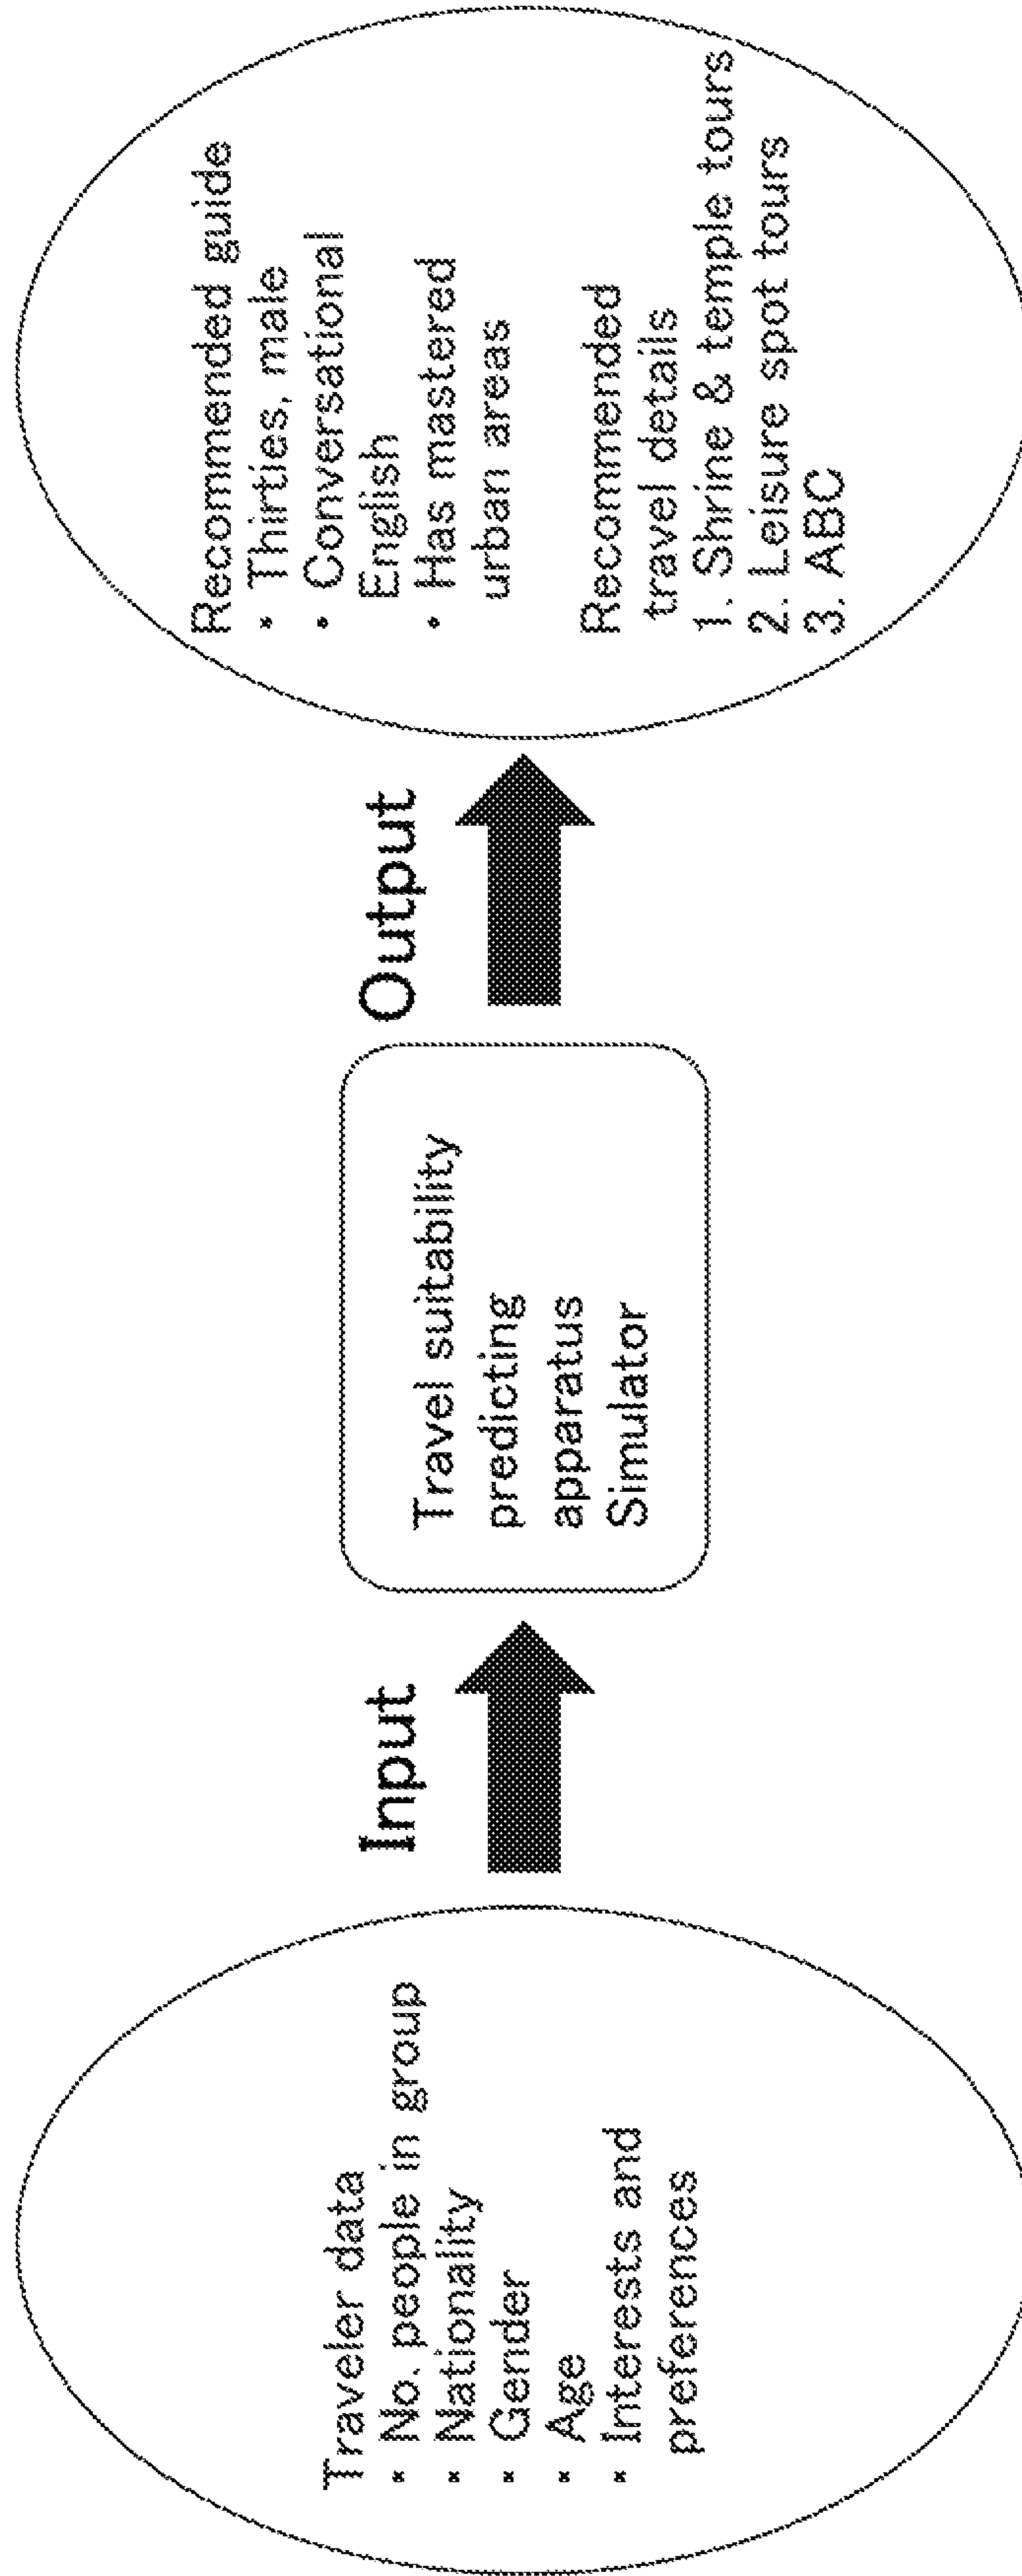 Traveler data
• No. people in group
• Nationality
• Gender
• Age
• Interests and
preferences
Input
Travel suitability
predicting
apparatus
Simulator
Output
Recommended guide
• Thirties, male
• Conversational
English
• Has mastered
urban areas
Recommended
travel details
1. Shrine & temple tours
2. Leisure spot tours
3. ABC